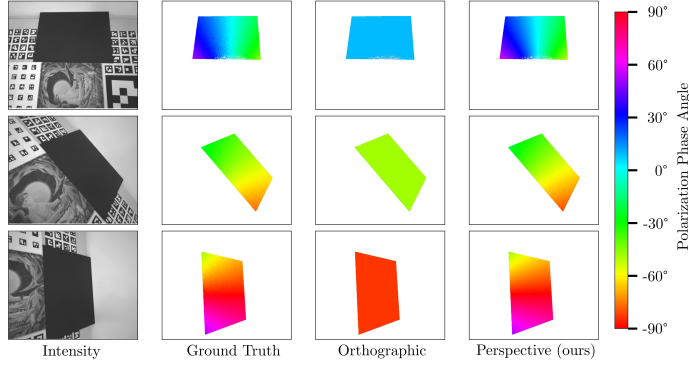 90°
60°
30°
0°
-30°
-60°
-90°
Polarization Phase Angle
Intensity
Ground Truth
Orthographic
Perspective (ours)